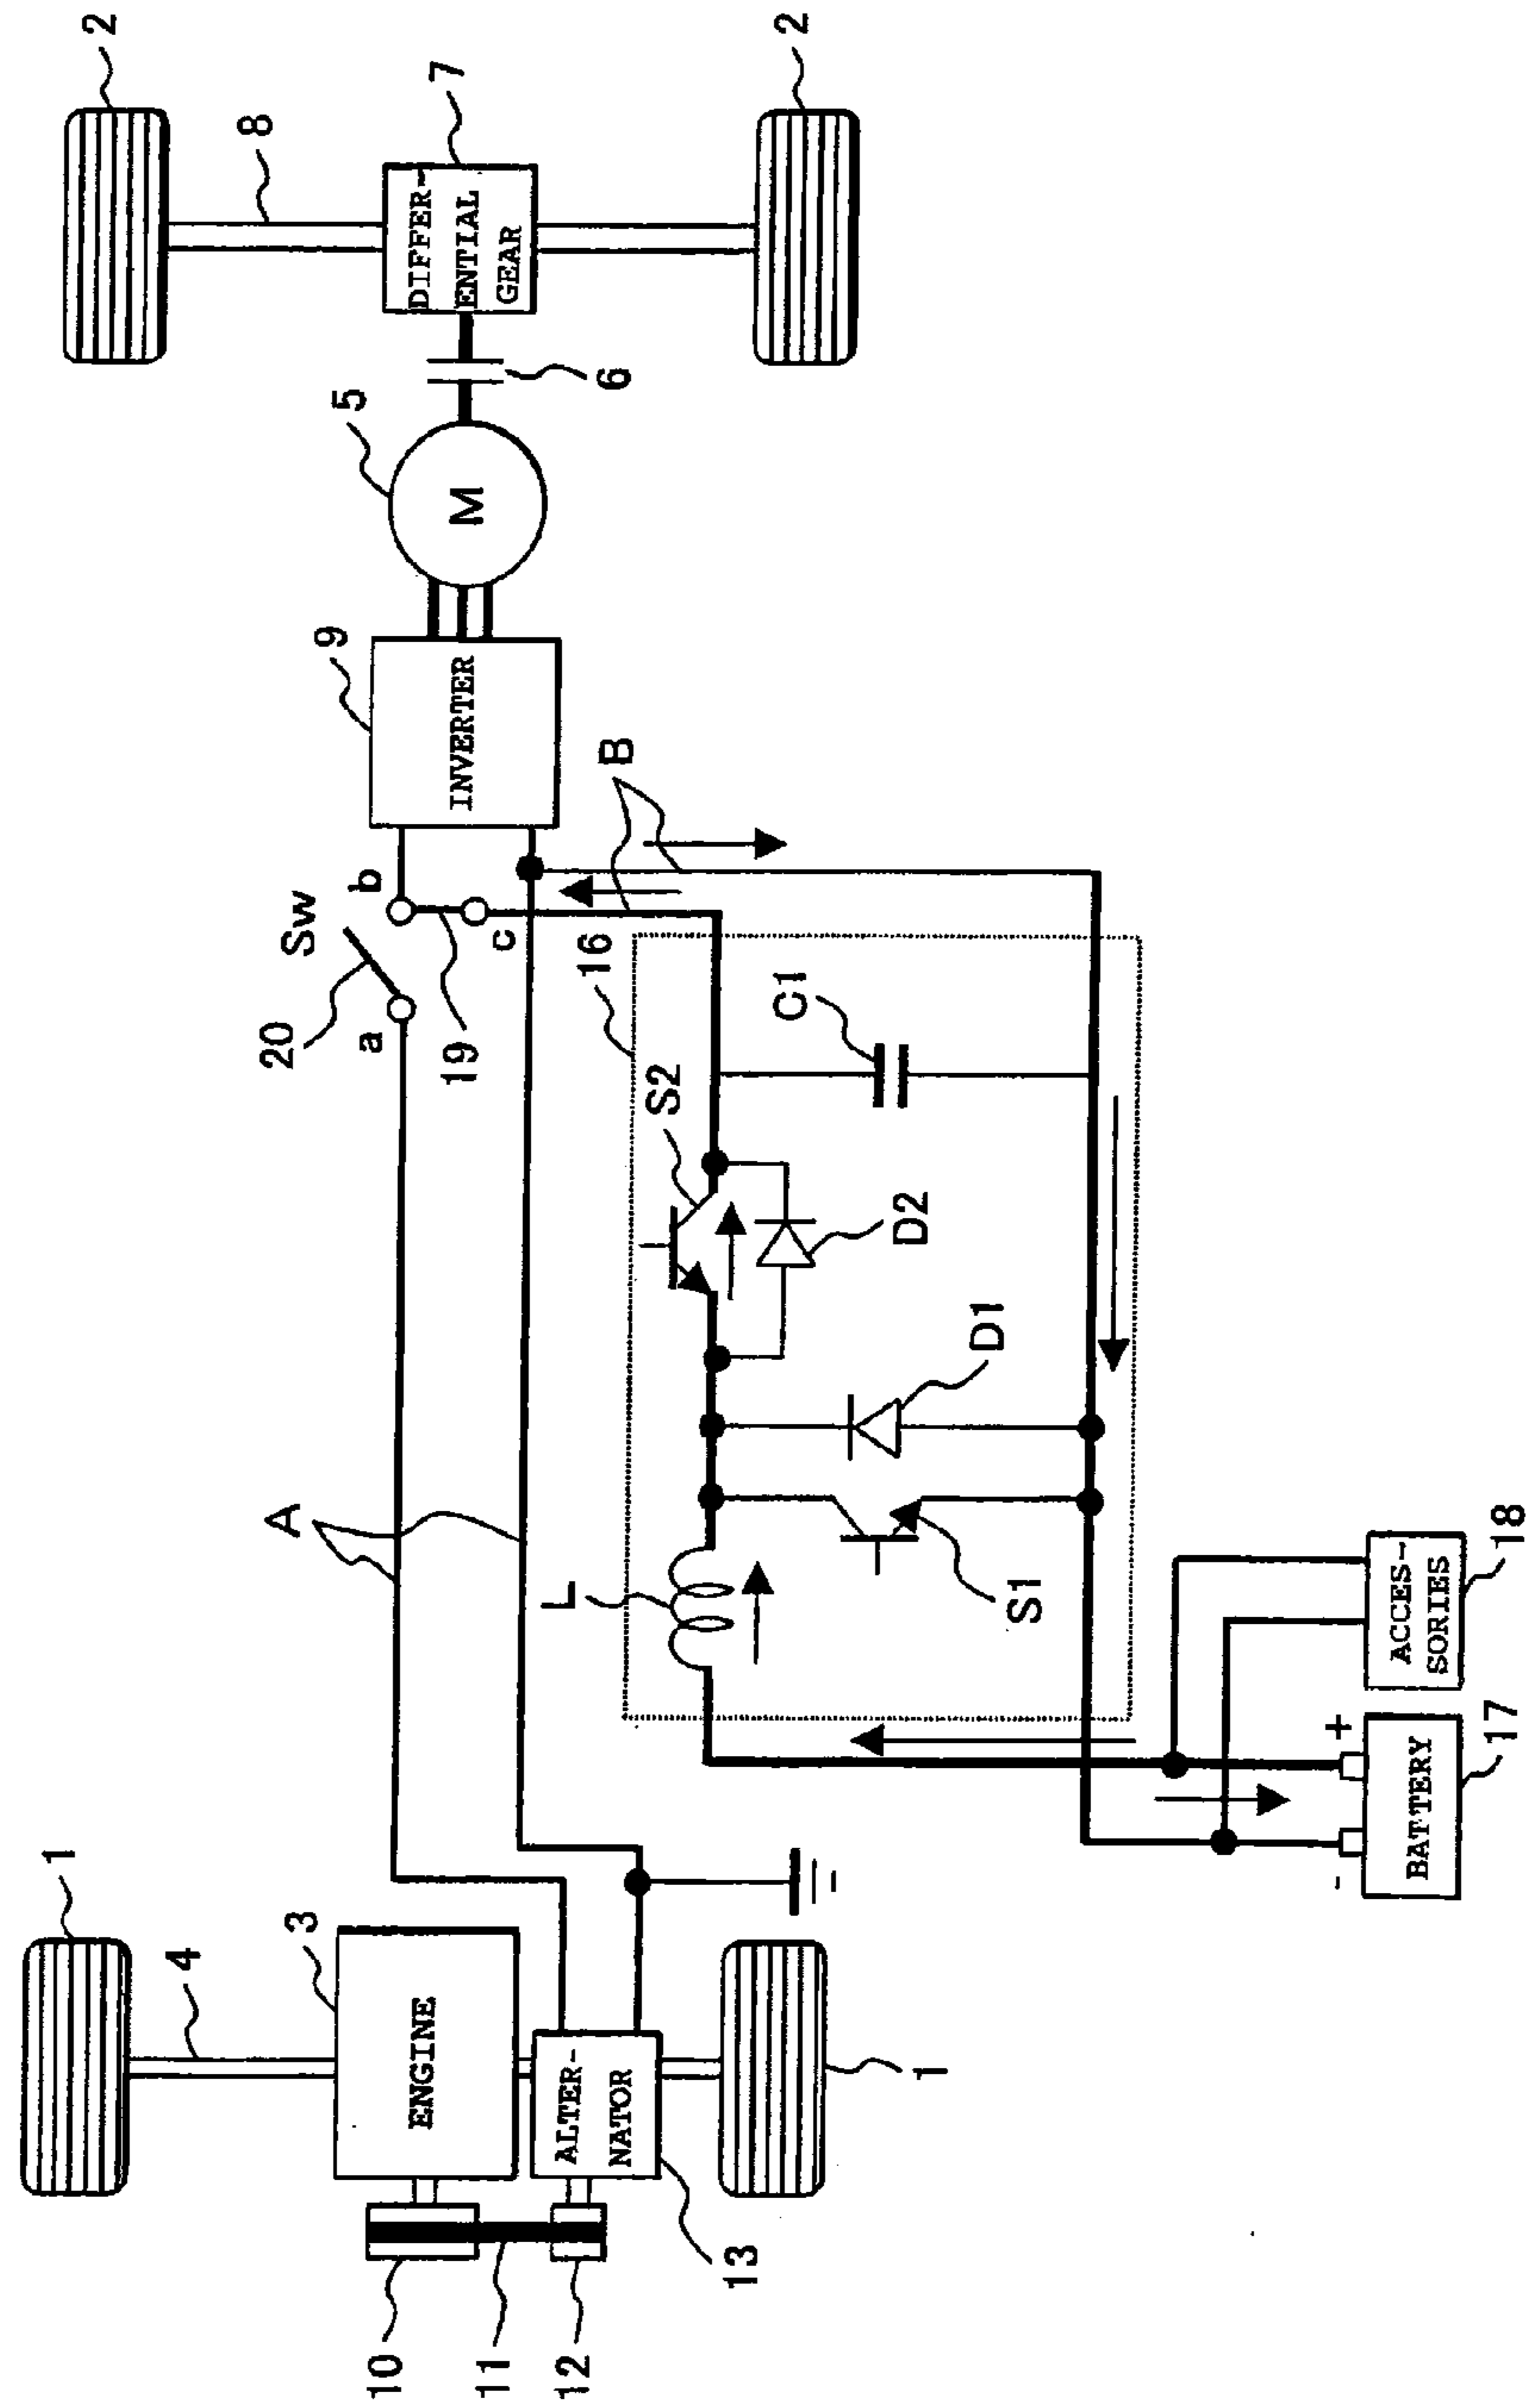 1
4
3
ENGINE
ALTER-
NATOR
1
13
10
11
12
A
Sw
20
a
b
c
19
B
9
INVERTER
5
M
6
7
DIFFER-
ENTIAL
GEAR
8
2
2
16
L
S1
D1
S2
D2
C1
+
-
BATTERY
17
ACCES-
SORIES
18